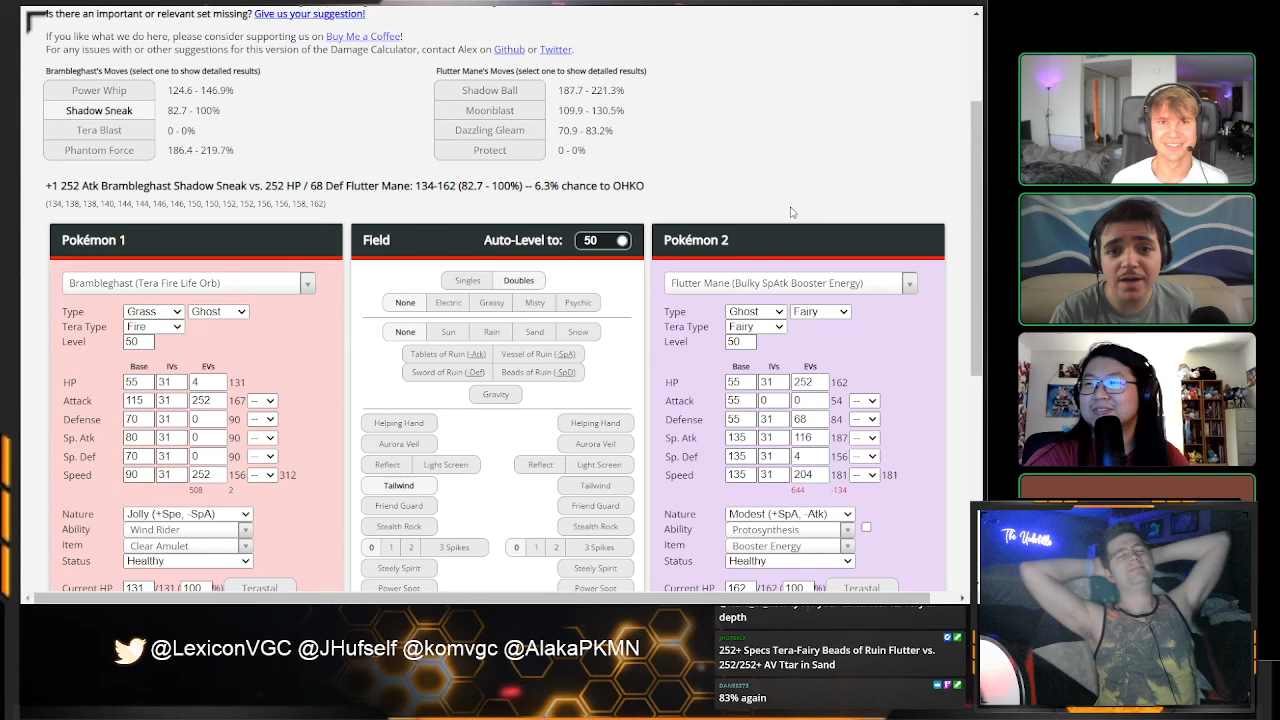 Is there an important or relevant set missing? Give us your suggestion!
If you like what we do here, please consider supporting us on Buy Me a Coffee!
For any issues with or other suggestions for this version of the Damage Calculator, contact Alex on Github or Twitter.
Brambleghast's Moves (select one to show detailed results)
Power Whip 124.6 - 146.9%
Shadow Sneak 82.7 - 100%
Tera Blast 0 - 0%
Phantom Force 186.4 - 219.7%
Flutter Mane's Moves (select one to show detailed results)
Shadow Ball 187.7 - 221.3%
Moonblast 109.9 - 130.5%
Dazzling Gleam 70.9 - 83.2%
Protect 0 - 0%
+1 252 Atk Brambleghast Shadow Sneak vs. 252 HP / 68 Def Flutter Mane: 134-162 (82.7 - 100%) -- 6.3% chance to OHKO
(134, 138, 138, 140, 144, 144, 146, 146, 150, 150, 152, 152, 156, 156, 158, 162)
Pokémon 1
Brambleghast (Tera Fire Life Orb)
Type Grass Ghost
Tera Type Fire
Level 50
Base IVs EVs
HP 55 31 4 131
Attack 115 31 252 167 --
Defense 70 31 0 90 --
Sp. Atk 80 31 0 90 --
Sp. Def 70 31 0 90 --
Speed 90 31 252 156 -- 312
508 2
Nature Jolly (+Spe, -SpA)
Ability Wind Rider
Item Clear Amulet
Status Healthy
Current HP 131 /131 ( 100 %) Terastal
Field Auto-Level to: 50
Singles Doubles
None Electric Grassy Misty Psychic
None Sun Rain Sand Snow
Tablets of Ruin (-Atk) Vessel of Ruin (-SpA)
Sword of Ruin (-Def) Beads of Ruin (-SpD)
Gravity
Helping Hand Helping Hand
Aurora Veil Aurora Veil
Reflect Light Screen Reflect Light Screen
Tailwind Tailwind
Friend Guard Friend Guard
Stealth Rock Stealth Rock
0 1 2 3 Spikes 0 1 2 3 Spikes
Steely Spirit Steely Spirit
Power Spot Power Spot
Pokémon 2
Flutter Mane (Bulky SpAtk Booster Energy)
Type Ghost Fairy
Tera Type Fairy
Level 50
Base IVs EVs
HP 55 31 252 162
Attack 55 0 0 54 --
Defense 55 31 68 84 --
Sp. Atk 135 31 116 187 --
Sp. Def 135 31 4 156 --
Speed 135 31 204 181 -- 181
644 -134
Nature Modest (+SpA, -Atk)
Ability Protosynthesis
Item Booster Energy
Status Healthy
Current HP 162 /162 ( 100 %) Terastal
@LexiconVGC @JHufself @komvgc @AlakaPKMN
depth
JHUFSELF
252+ Specs Tera-Fairy Beads of Ruin Flutter vs.
252/252+ AV Ttar in Sand
83% again